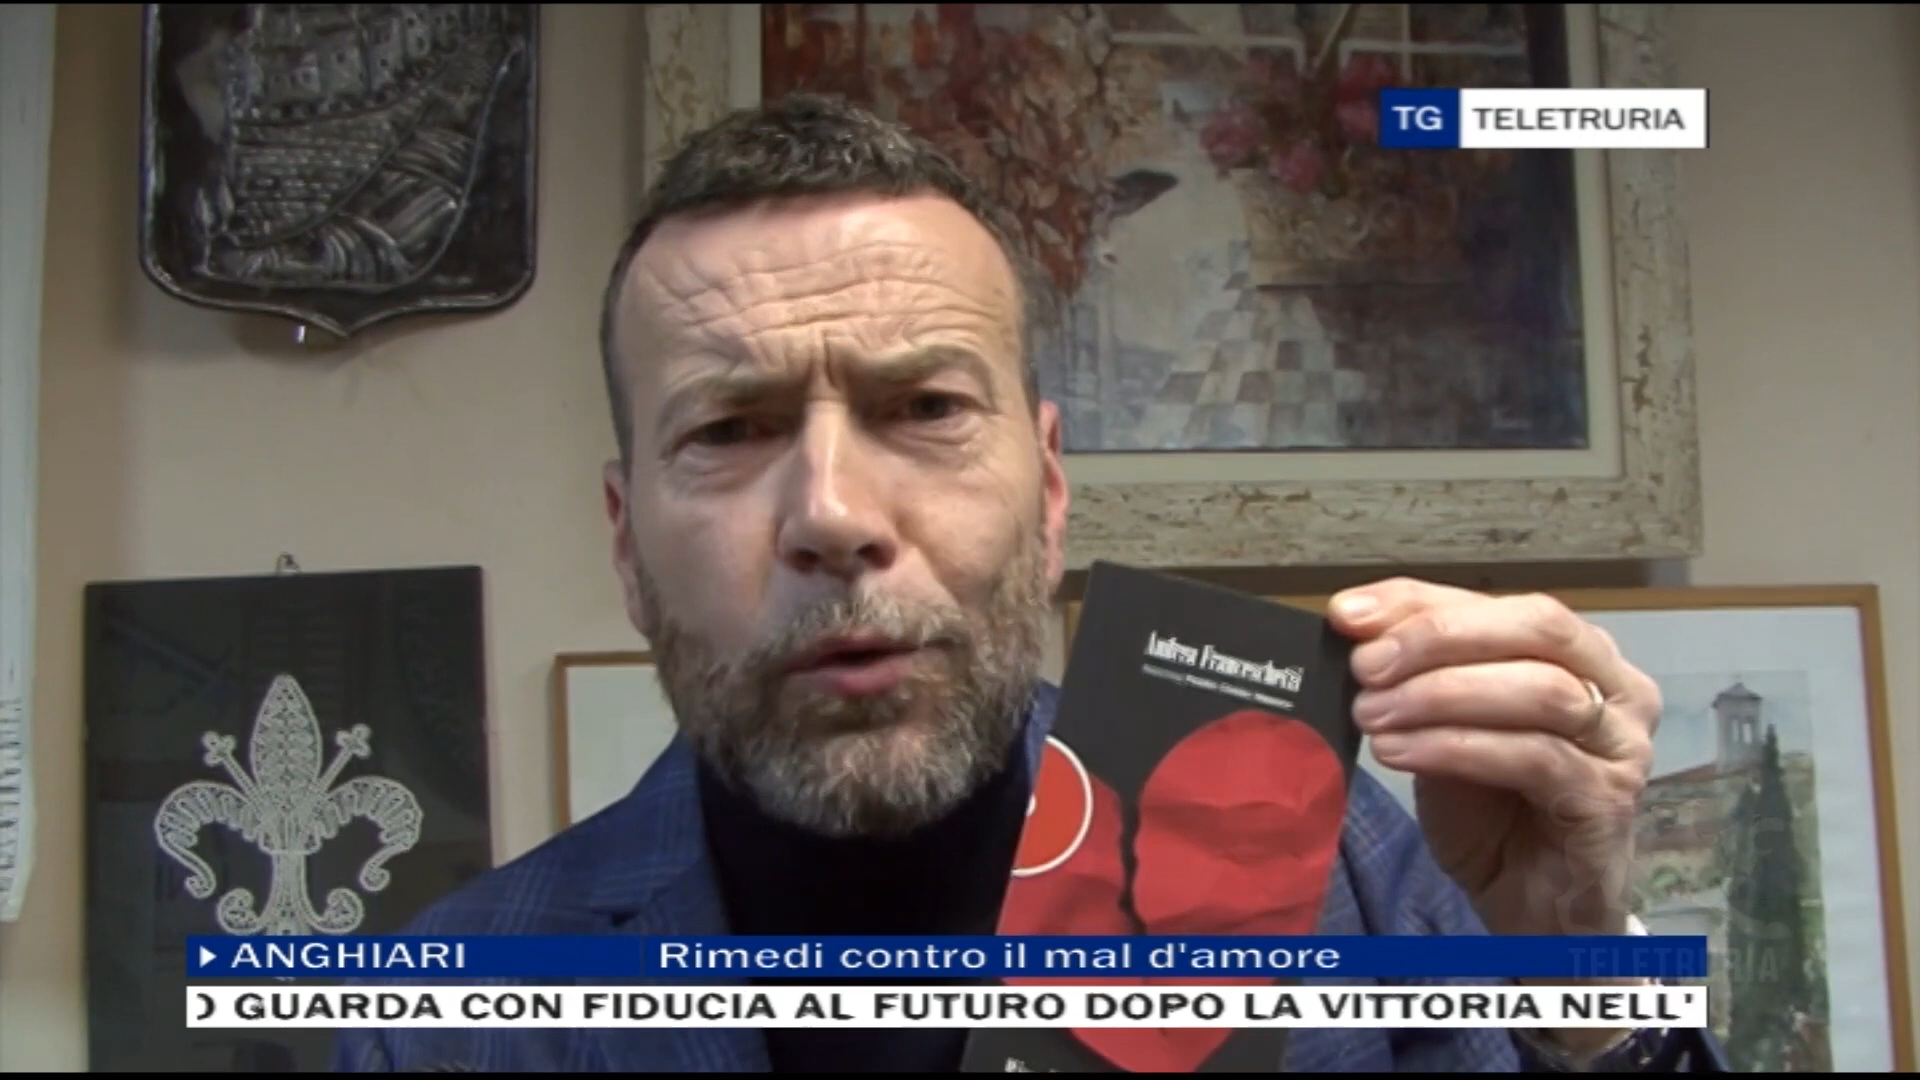 TG TELETRURIA
Andrea Franceschetti
ANGHIARI Rimedi contro il mal d'amore
TELETRURIA
O GUARDA CON FIDUCIA AL FUTURO DOPO LA VITTORIA NELL'